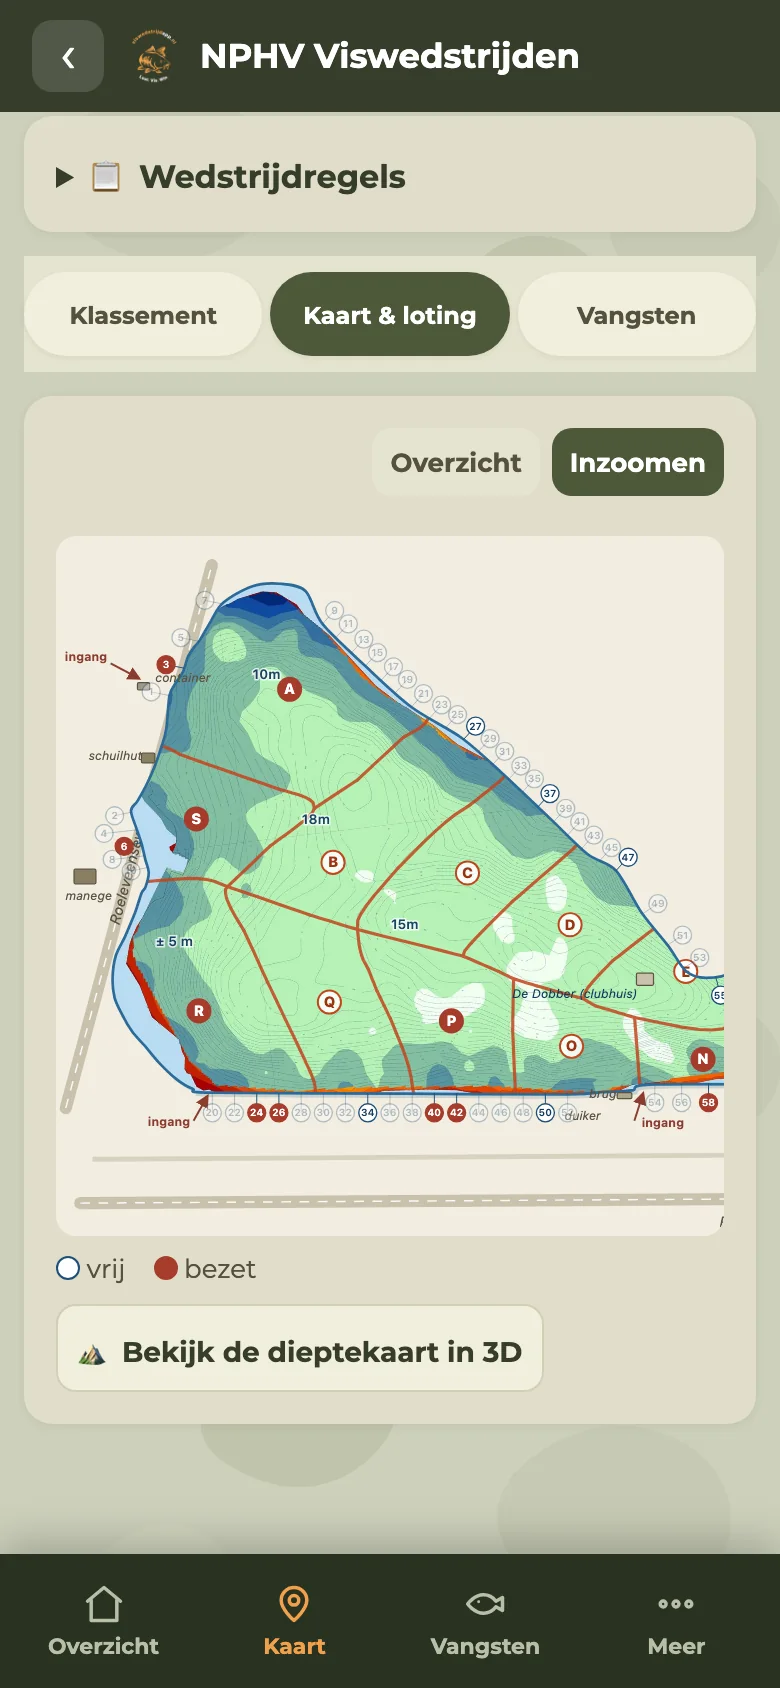 ‹
NPHV Viswedstrijden
Wedstrijdregels
Klassement
Kaart & loting
Vangsten
Overzicht
Inzoomen
7
5
ingang
3
container
1
10m
A
9
11
13
15
17
19
21
23
25
27
29
31
33
35
37
39
41
43
45
47
49
51
53
55
schuilhut
2
4
6
8
manege
S
18m
B
C
D
E
15m
± 5 m
De Dobber (clubhuis)
R
Q
P
O
N
ingang
20
22
24
26
28
30
32
34
36
38
40
42
44
46
48
50
duiker
brug
54
56
58
ingang
vrij
bezet
Bekijk de dieptekaart in 3D
Overzicht
Kaart
Vangsten
Meer